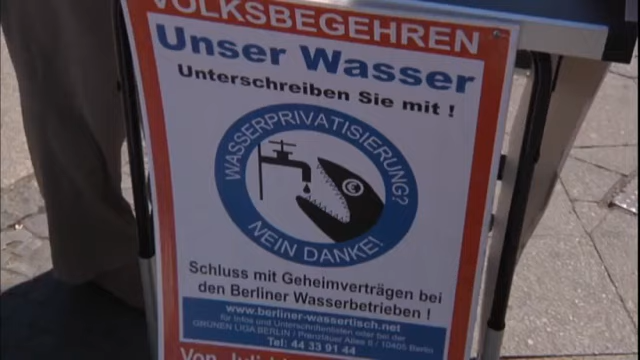 VOLKSBEGEHREN
Unser Wasser
Unterschreiben Sie mit !
WASSERPRIVATISIERUNG?
€
NEIN DANKE!
Schluss mit Geheimverträgen bei
den Berliner Wasserbetrieben !
www.berliner-wassertisch.net
für Infos und Unterschriftenlisten oder bei der
GRÜNEN LIGA BERLIN / Prenzlauer Allee 8 / 10405 Berlin
Tel: 44 33 91 44
Von